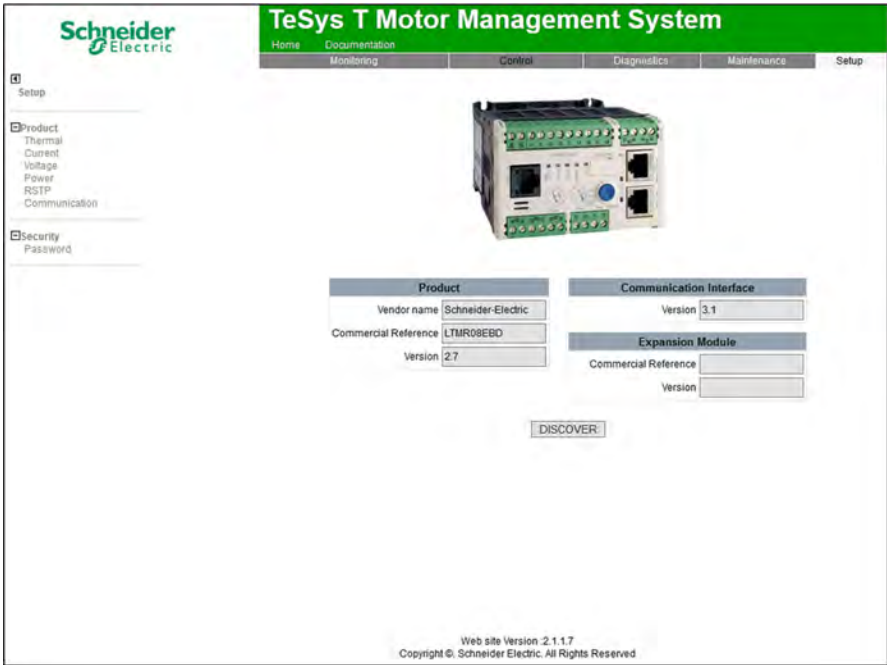 Schneider
Electric
TeSys T Motor Management System
Home Documentation
Monitoring Control Diagnostics Maintenance Setup
Setup
Product
Thermal
Current
Voltage
Power
RSTP
Communication
Security
Password
Product
Vendor name Schneider-Electric
Commercial Reference LTMR08EBD
Version 2.7
Communication Interface
Version 3.1
Expansion Module
Commercial Reference
Version
DISCOVER
Web site Version :2.1.1.7
Copyright ©, Schneider Electric. All Rights Reserved